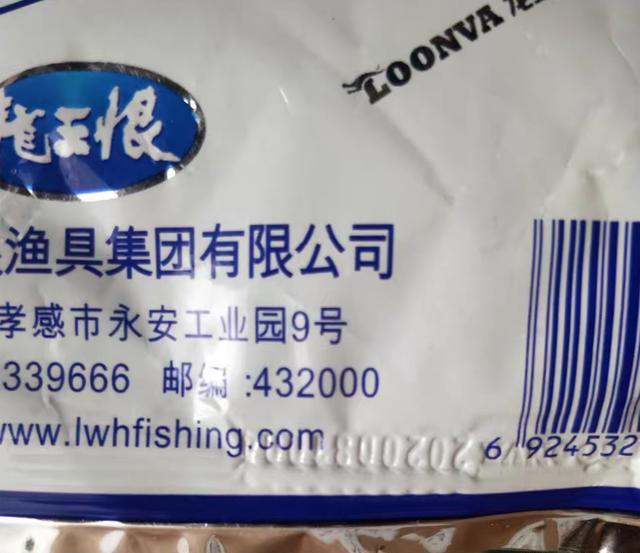 LOONVA
龍王恨
渔具集团有限公司
孝感市永安工业园9号
339666 邮编:432000
www.lwhfishing.com
6 924532